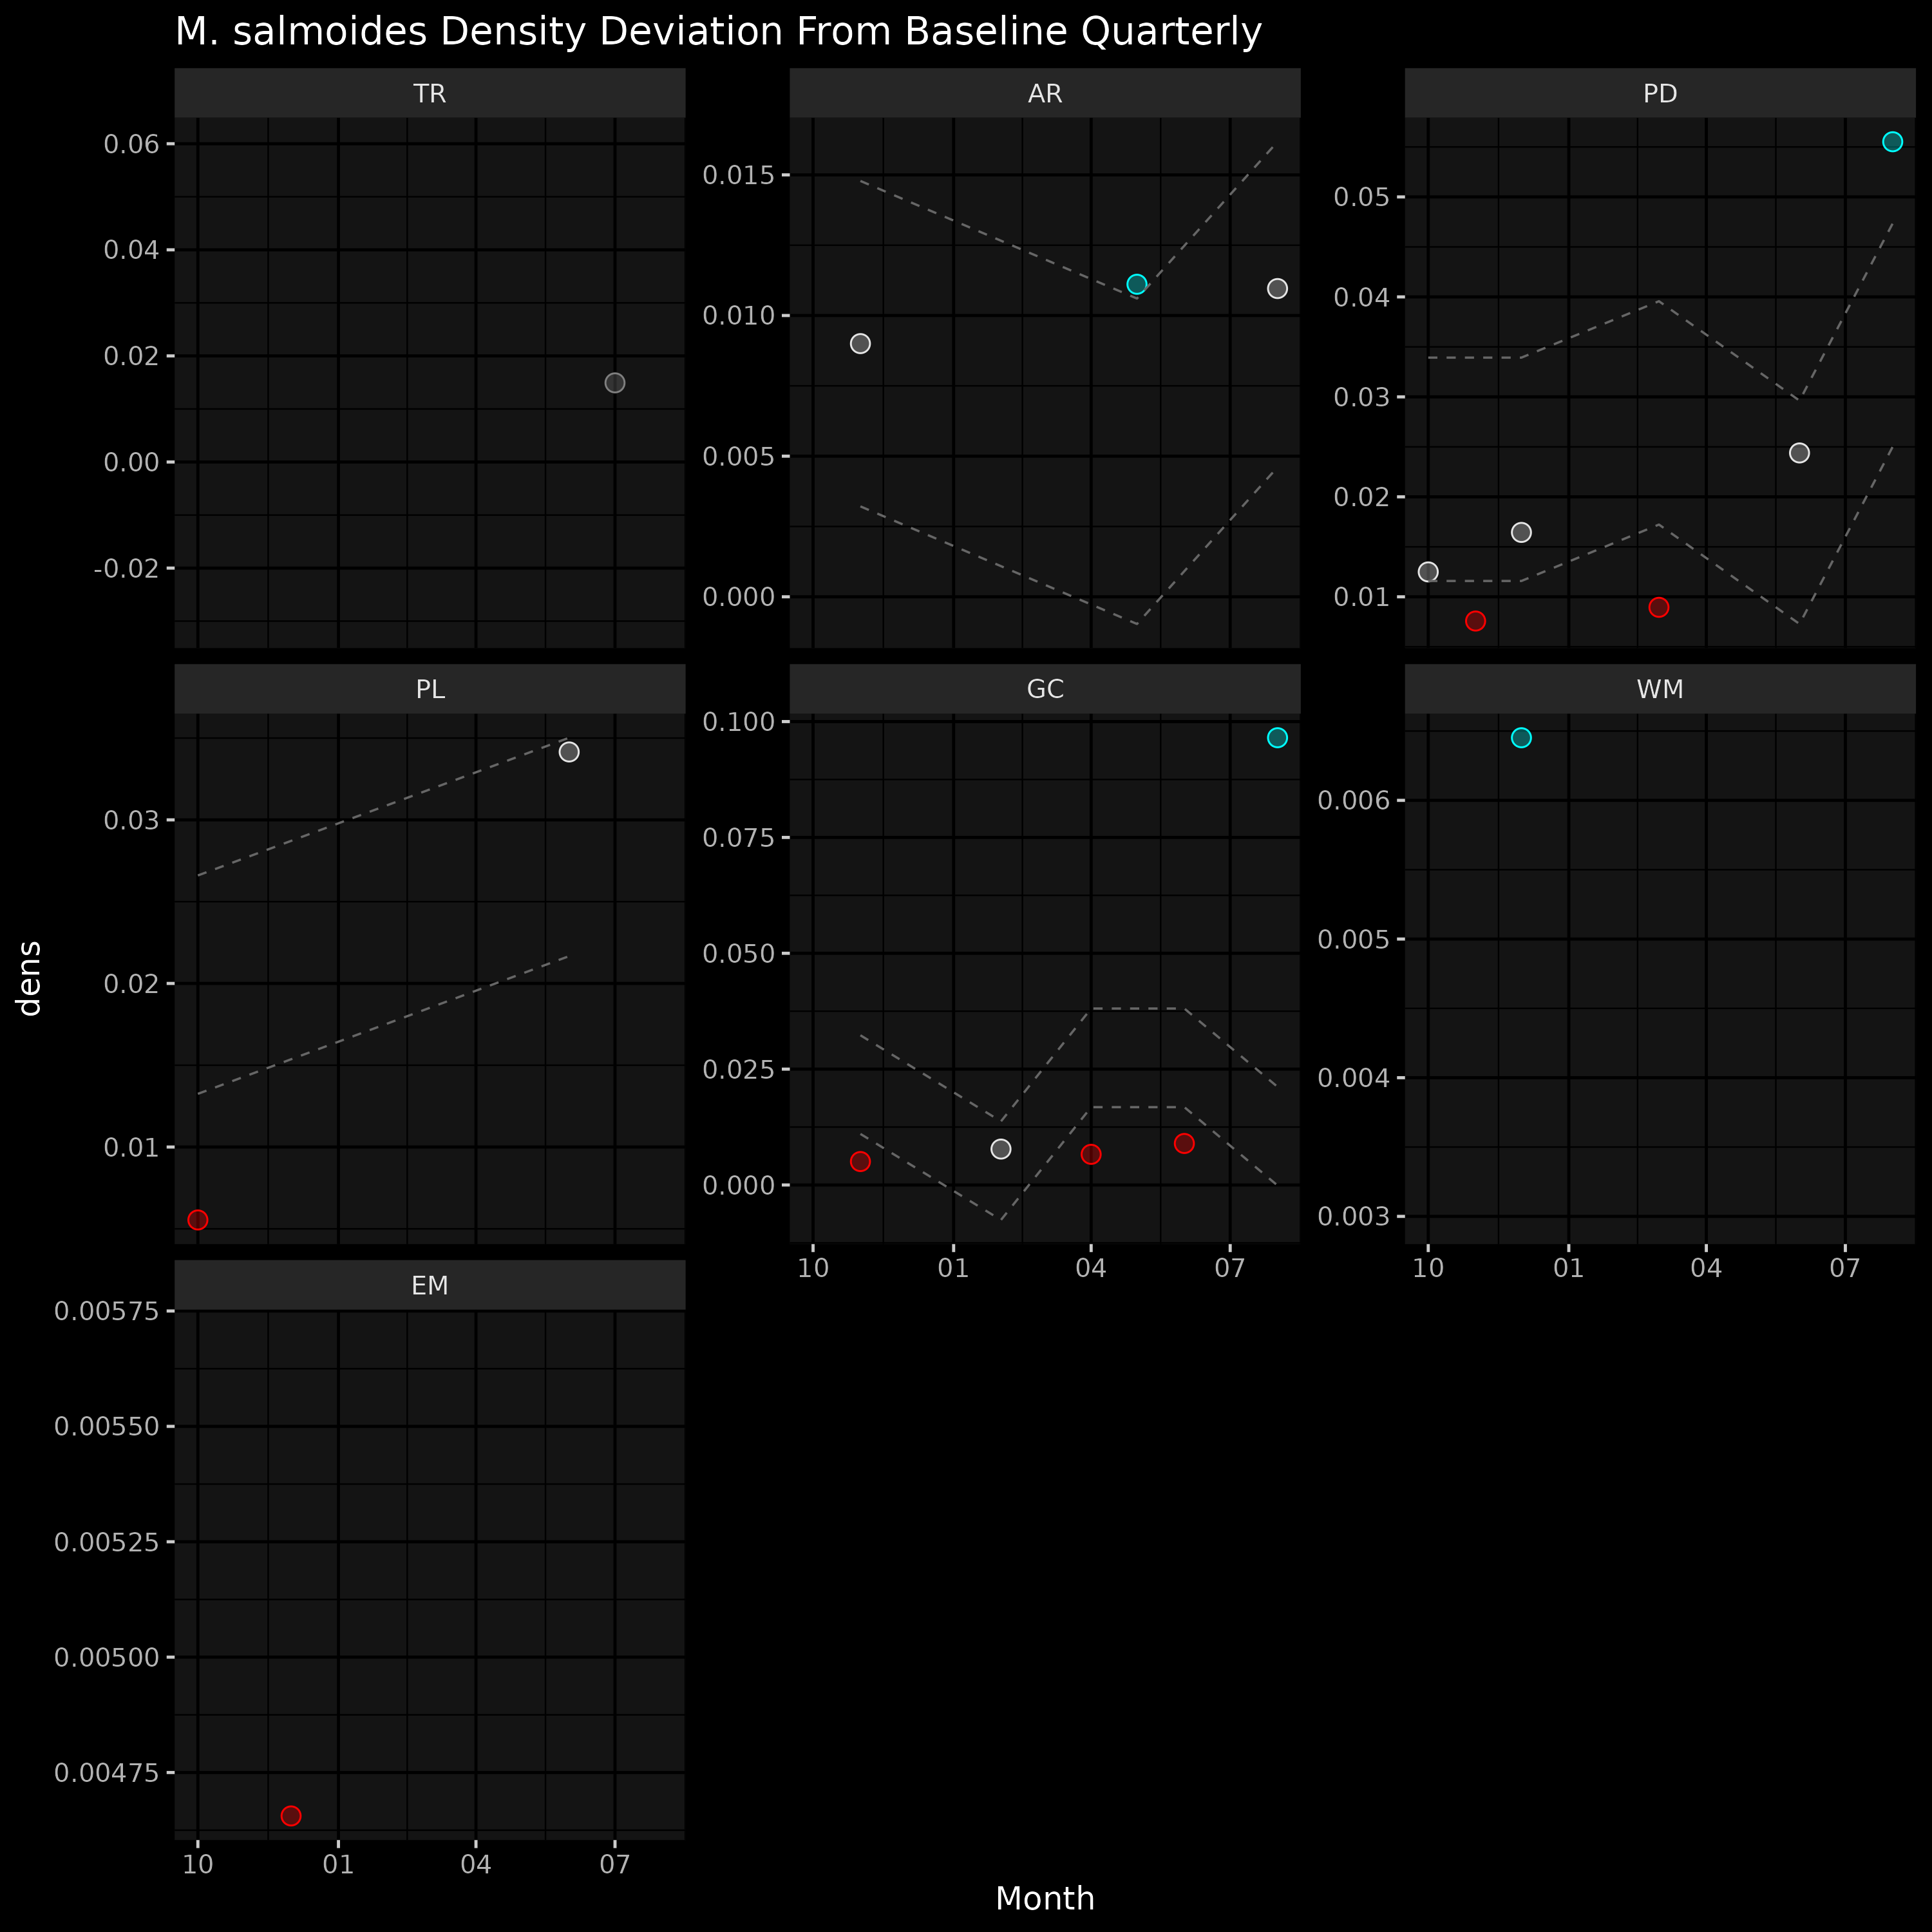 M. salmoides Density Deviation From Baseline Quarterly
TR
0.06
0.04
0.02
0.00
-0.02
AR
0.015
0.010
0.005
0.000
PD
0.05
0.04
0.03
0.02
0.01
PL
0.03
0.02
0.01
GC
0.100
0.075
0.050
0.025
0.000
10 01 04 07
WM
0.006
0.005
0.004
0.003
10 01 04 07
EM
0.00575
0.00550
0.00525
0.00500
0.00475
10 01 04 07
dens
Month